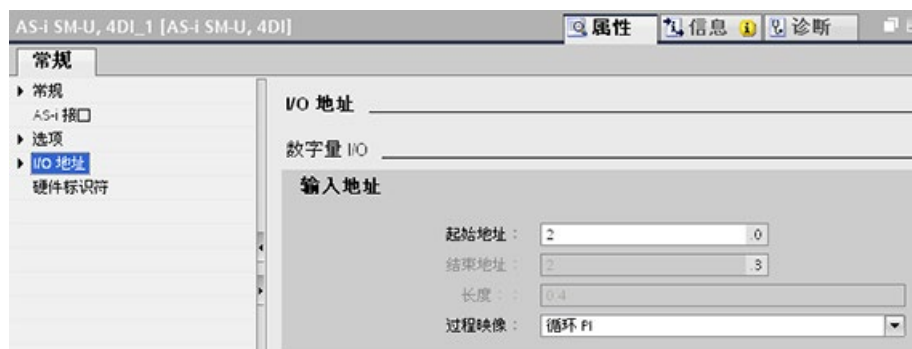 AS-i SM-U, 4DI_1 [AS-i SM-U, 4DI]
属性 信息 诊断
常规
常规
AS-i 接口
选项
I/O 地址
硬件标识符
I/O 地址
数字量 I/O
输入地址
起始地址： 2 .0
结束地址： 2 .3
长度：： 0.4
过程映像： 循环 PI